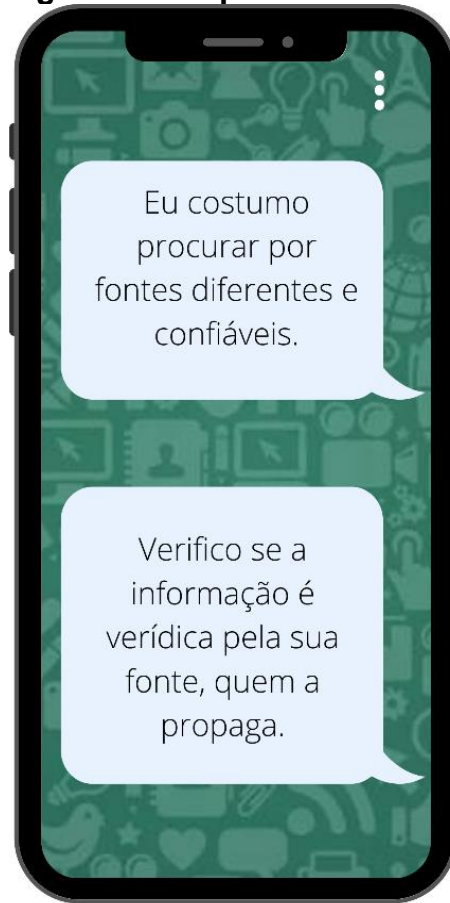 Eu costumo
procurar por
fontes diferentes e
confiáveis.
Verifico se a
informação é
verídica pela sua
fonte, quem a
propaga.